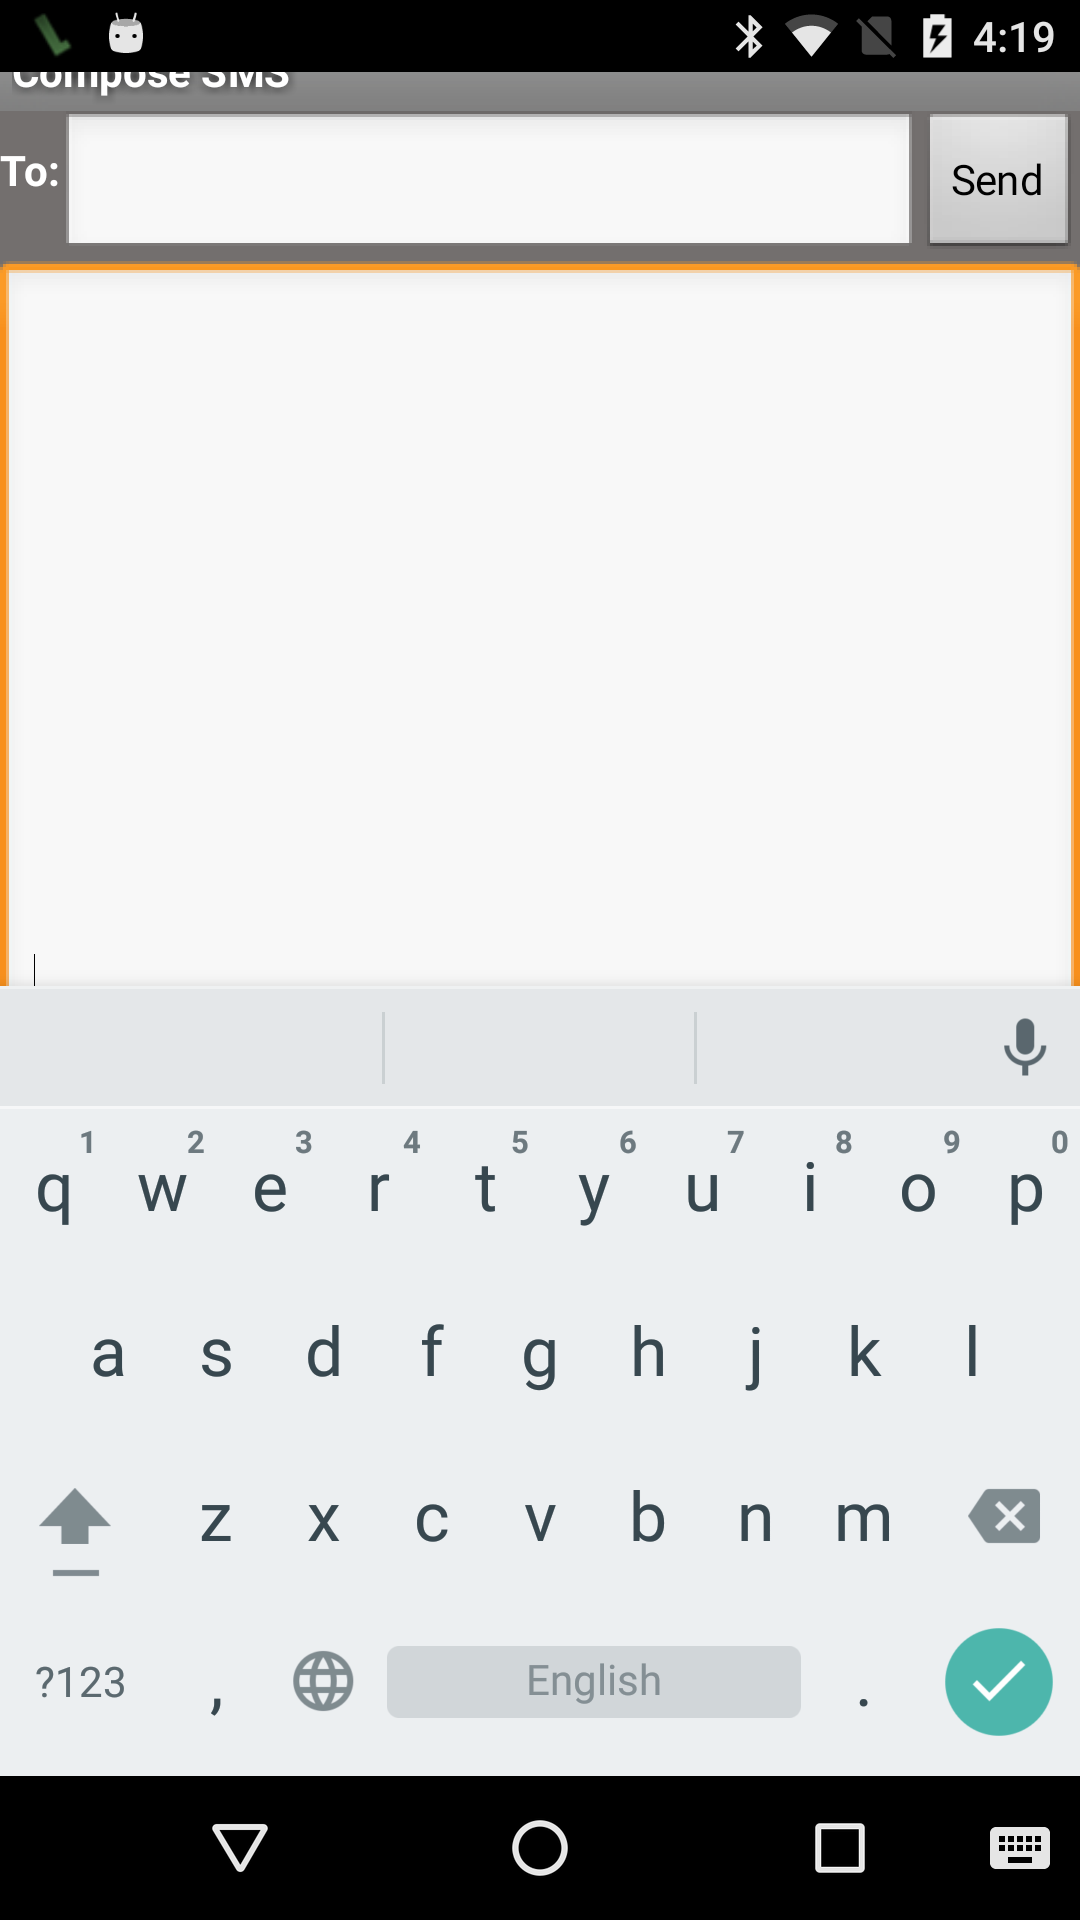 4:19
Compose SMS
To:
Send
1 2 3 4 5 6 7 8 9 0
q w e r t y u i o p
a s d f g h j k l
z x c v b n m
?123 , English .